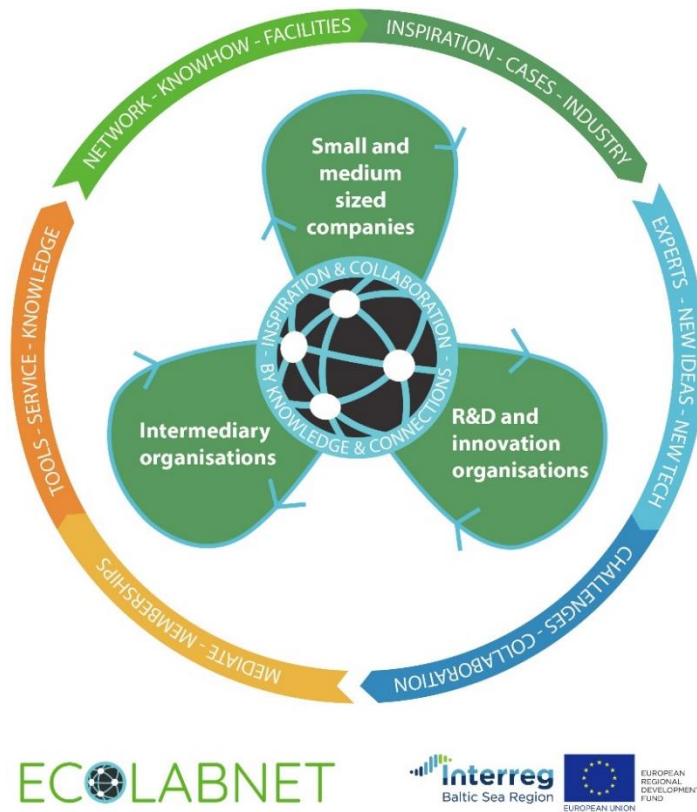 NETWORK - KNOWHOW - FACILITIES
INSPIRATION - CASES - INDUSTRY
EXPERTS - NEW IDEAS - NEW TECH
CHALLENGES - COLLABORATION
MEDIATE - MEMBERSHIPS
TOOLS - SERVICE - KNOWLEDGE
Small and
medium
sized
companies
- INSPIRATION & COLLABORATION -
BY KNOWLEDGE & CONNECTIONS
Intermediary
organisations
R&D and
innovation
organisations
ECOLABNET
Interreg
Baltic Sea Region
EUROPEAN UNION
EUROPEAN
REGIONAL
DEVELOPMENT
FUND